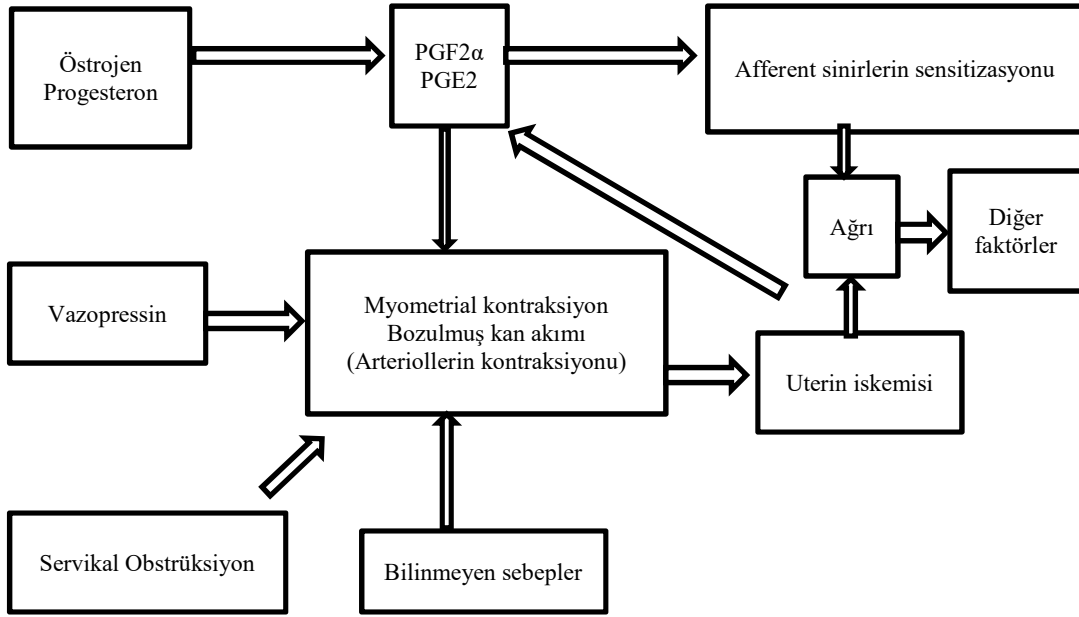 Östrojen
Progesteron
PGF2α
PGE2
Afferent sinirlerin sensitizasyonu
Ağrı
Diğer
faktörler
Vazopressin
Myometrial kontraksiyon
Bozulmuş kan akımı
(Arteriollerin kontraksiyonu)
Uterin iskemisi
Servikal Obstrüksiyon
Bilinmeyen sebepler